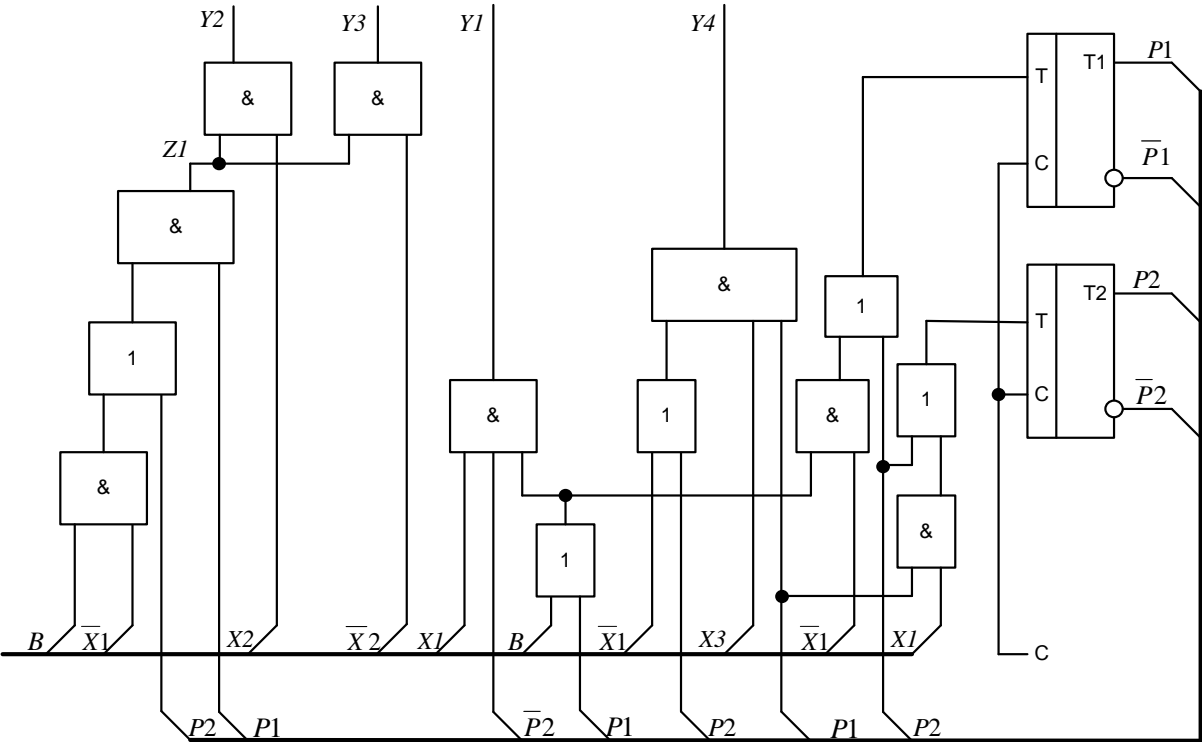 Y2 Y3 Y1 Y4
T1 P1
T
& &
Z1 C P̅1
&
& T2 P2
1
1 T
& 1 & 1 C P̅2
&
& 1
B X̅1 X2 X̅2 X1 B X̅1 X3 X̅1 X1 C
P2 P1 P̅2 P1 P2 P1 P2